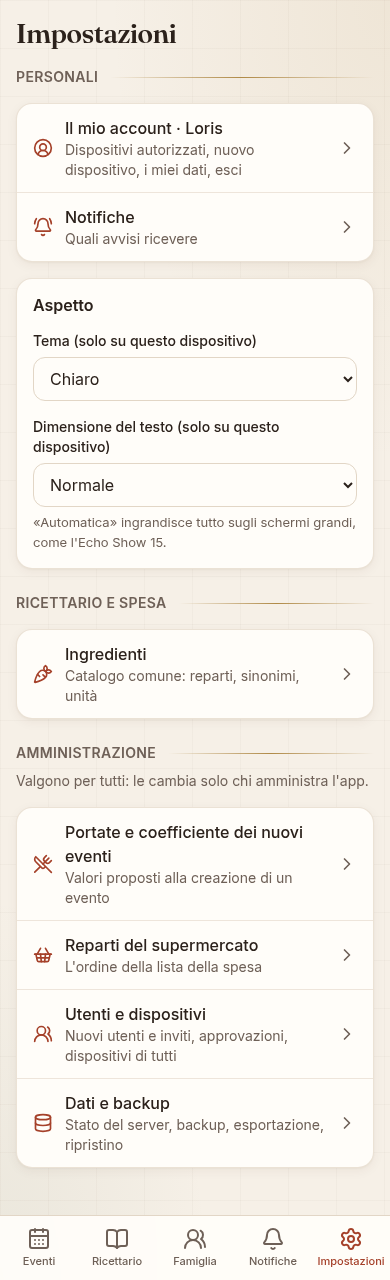 Impostazioni
PERSONALI
Il mio account · Loris
Dispositivi autorizzati, nuovo
dispositivo, i miei dati, esci
Notifiche
Quali avvisi ricevere
Aspetto
Tema (solo su questo dispositivo)
Chiaro
Dimensione del testo (solo su questo
dispositivo)
Normale
«Automatica» ingrandisce tutto sugli schermi grandi,
come l'Echo Show 15.
RICETTARIO E SPESA
Ingredienti
Catalogo comune: reparti, sinonimi,
unità
AMMINISTRAZIONE
Valgono per tutti: le cambia solo chi amministra l'app.
Portate e coefficiente dei nuovi
eventi
Valori proposti alla creazione di un
evento
Reparti del supermercato
L'ordine della lista della spesa
Utenti e dispositivi
Nuovi utenti e inviti, approvazioni,
dispositivi di tutti
Dati e backup
Stato del server, backup, esportazione,
ripristino
Eventi
Ricettario
Famiglia
Notifiche
Impostazioni